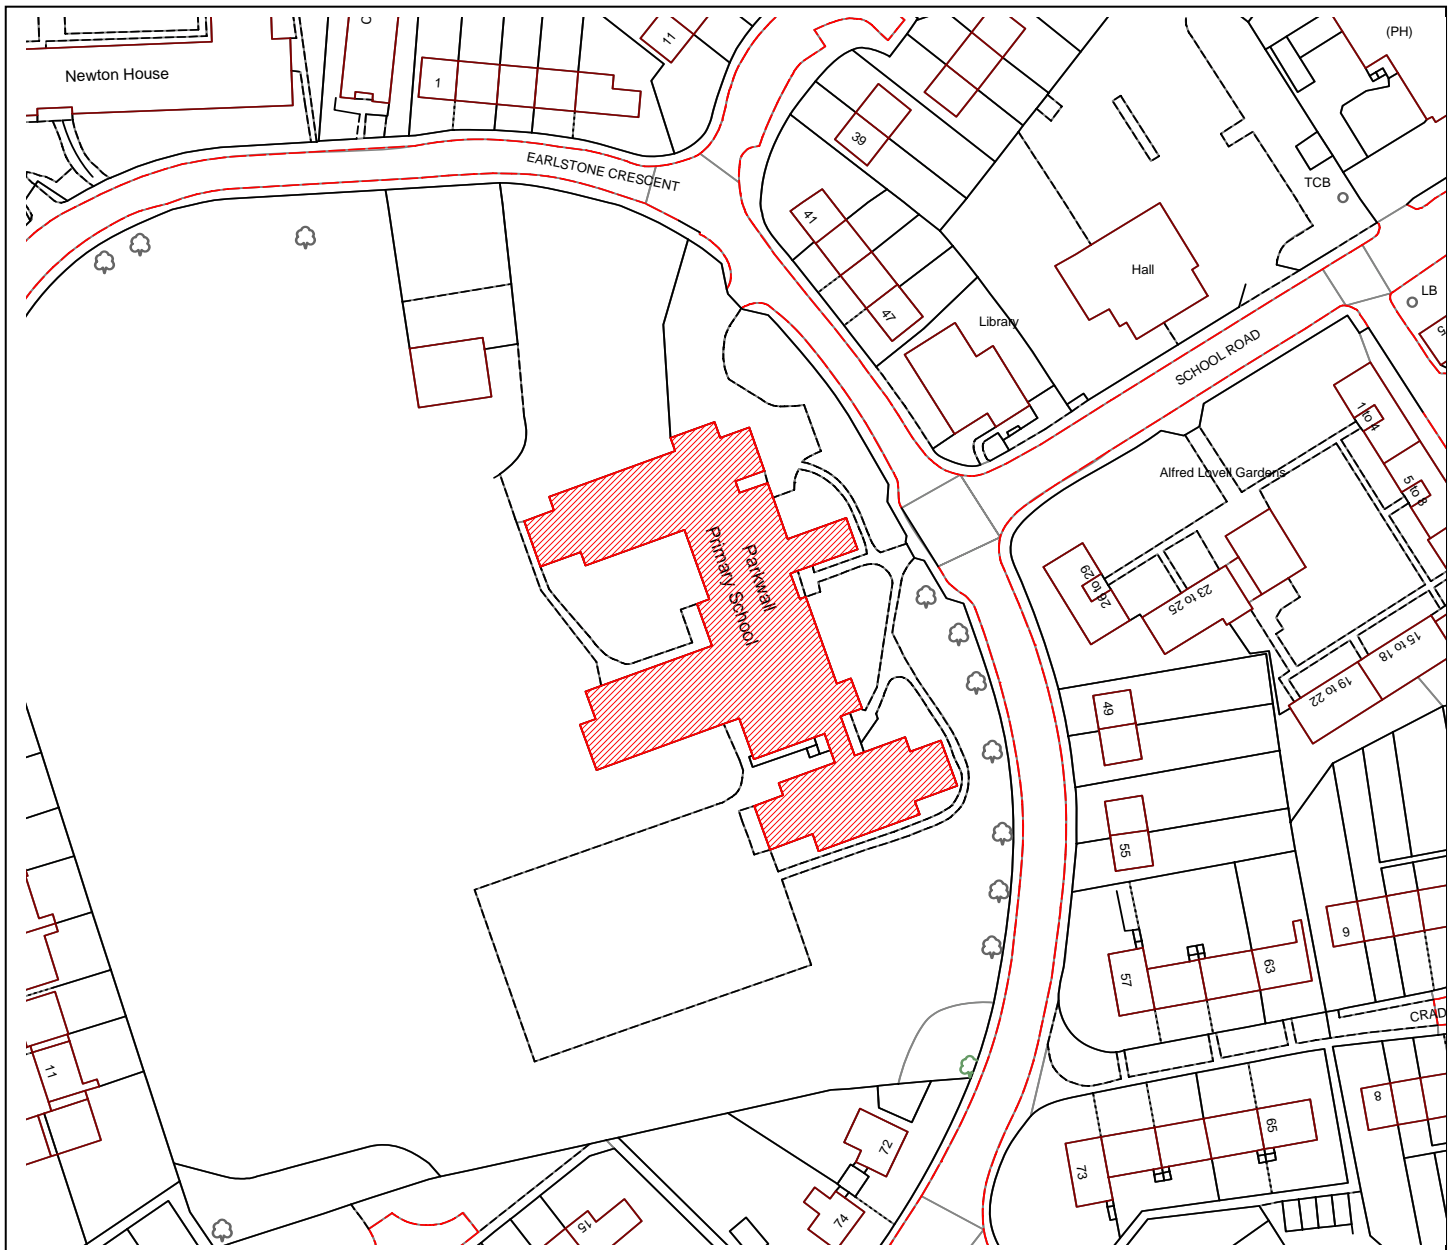 (PH)
Newton House
1
11
39
EARLSTONE CRESCENT
TCB
41
Hall
LB
47
Library
SCHOOL ROAD
1 to 4
Alfred Lovell Gardens
5 to 8
Parkwall
Primary School
26 to 29
23 to 25
15 to 18
19 to 22
49
55
9
57
63
CRAD
11
8
65
72
73
74
15